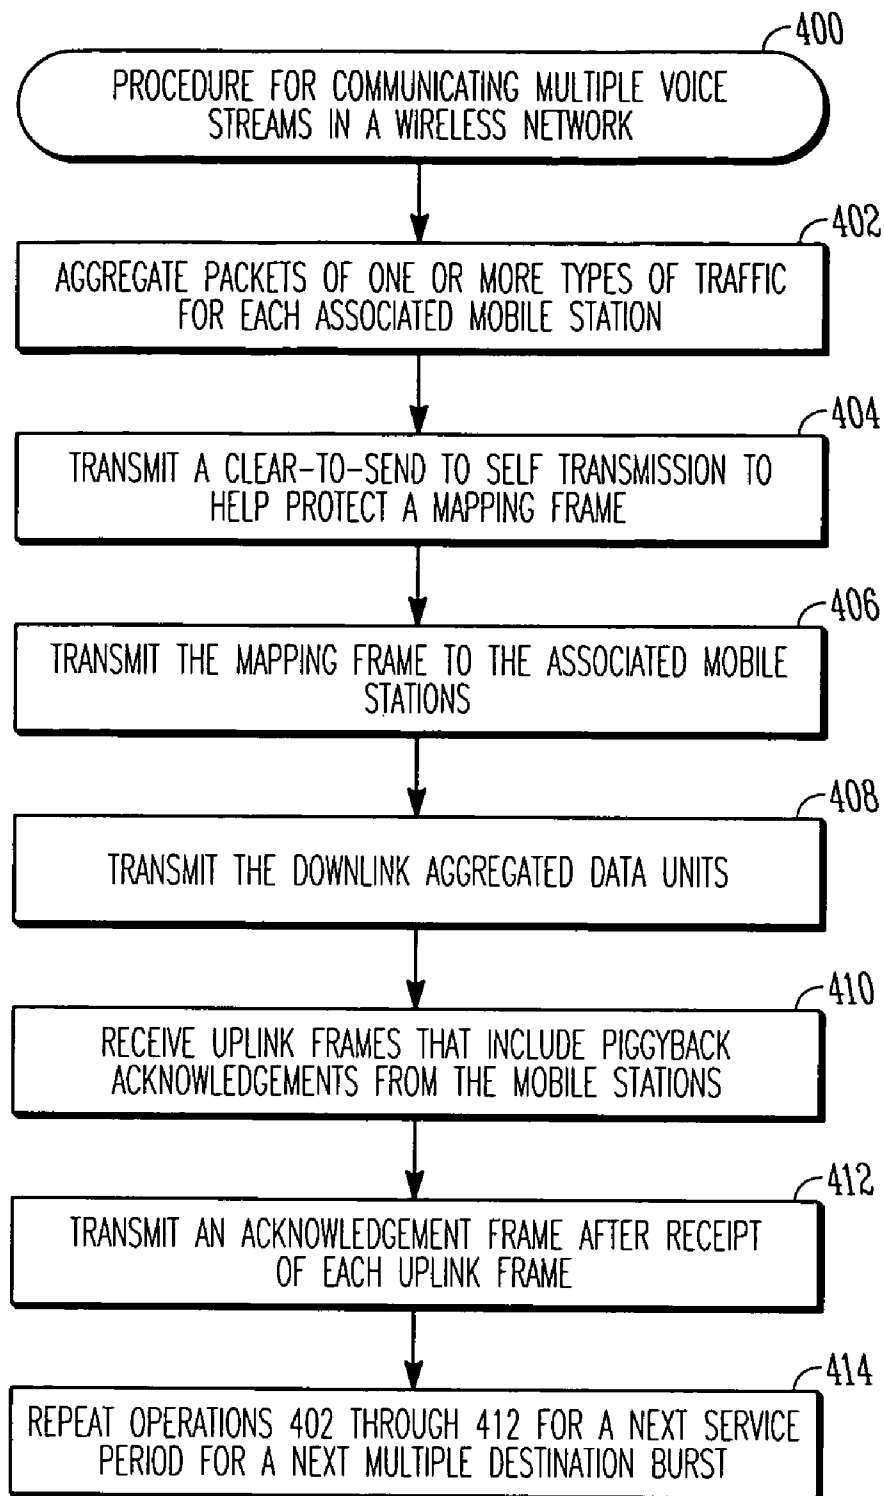 400
PROCEDURE FOR COMMUNICATING MULTIPLE VOICE
STREAMS IN A WIRELESS NETWORK
402
AGGREGATE PACKETS OF ONE OR MORE TYPES OF TRAFFIC
FOR EACH ASSOCIATED MOBILE STATION
404
TRANSMIT A CLEAR-TO-SEND TO SELF TRANSMISSION TO
HELP PROTECT A MAPPING FRAME
406
TRANSMIT THE MAPPING FRAME TO THE ASSOCIATED MOBILE
STATIONS
408
TRANSMIT THE DOWNLINK AGGREGATED DATA UNITS
410
RECEIVE UPLINK FRAMES THAT INCLUDE PIGGYBACK
ACKNOWLEDGEMENTS FROM THE MOBILE STATIONS
412
TRANSMIT AN ACKNOWLEDGEMENT FRAME AFTER RECEIPT
OF EACH UPLINK FRAME
414
REPEAT OPERATIONS 402 THROUGH 412 FOR A NEXT SERVICE
PERIOD FOR A NEXT MULTIPLE DESTINATION BURST